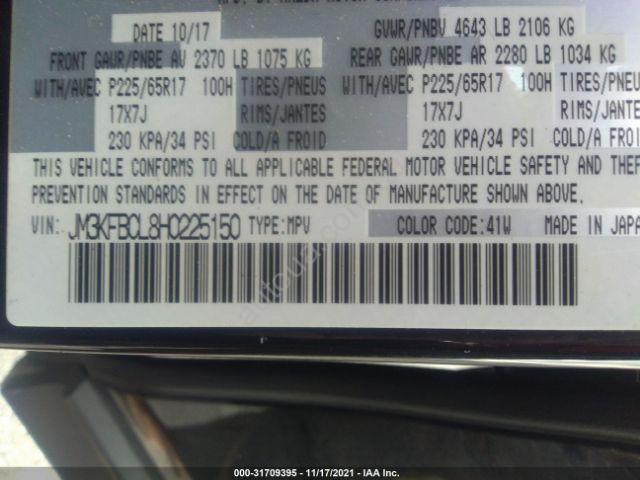 DATE 10/17 GVWR/PNBV 4643 LB 2106 KG
FRONT GAWR/PNBE AV 2370 LB 1075 KG REAR GAWR/PNBE AR 2280 LB 1034 KG
WITH/AVEC P225/65R17 100H TIRES/PNEUS WITH/AVEC P225/65R17 100H TIRES/PNEUS
17X7J RIMS/JANTES 17X7J RIMS/JANTES
230 KPA/34 PSI COLD/A FROID 230 KPA/34 PSI COLD/A FROID
THIS VEHICLE CONFORMS TO ALL APPLICABLE FEDERAL MOTOR VEHICLE SAFETY AND THEF
PREVENTION STANDARDS IN EFFECT ON THE DATE OF MANUFACTURE SHOWN ABOVE.
VIN: JM3KFBCL8H0225150 TYPE:MPV COLOR CODE:41W MADE IN JAPA
autoua.com
000-31709395 - 11/17/2021 - IAA Inc.